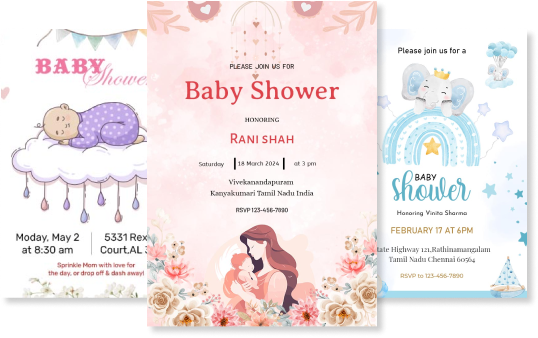 BABY
Shower
Moday, May 2
at 8:30 am
5331 Rex
Court,AL 3
Sprinkle Mom with love for
the day, or drop off & dash away!
PLEASE JOIN US FOR
Baby Shower
HONORING
RANI SHAH
Saturday 18 March 2024 at 3 pm
Vivekanandapuram
Kanyakumari Tamil Nadu India
RSVP 123-456-7890
Please join us for a
BABY
shower
Honoring Vinita Sharma
FEBRUARY 17 AT 6PM
tate Highway 121,Rathinamangalam
Tamil Nadu Chennai 60564
RSVP to 123-456-7890